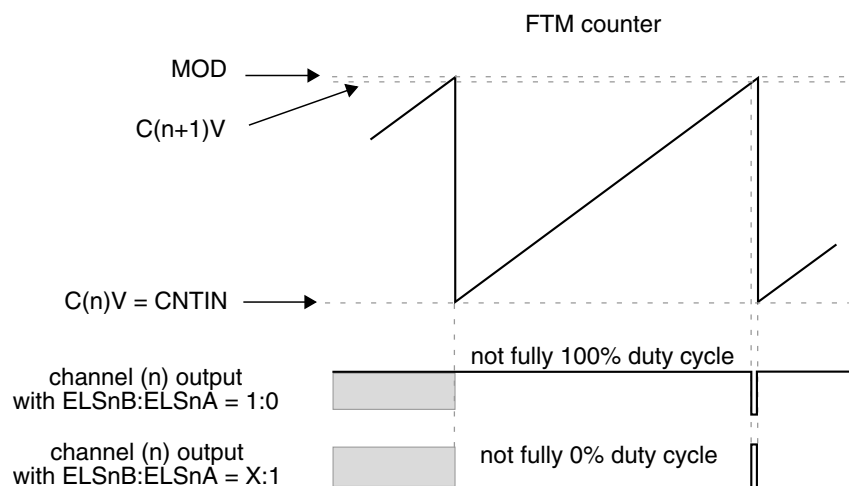 FTM counter
MOD
C(n+1)V
C(n)V = CNTIN
not fully 100% duty cycle
channel (n) output
with ELSnB:ELSnA = 1:0
channel (n) output
with ELSnB:ELSnA = X:1
not fully 0% duty cycle